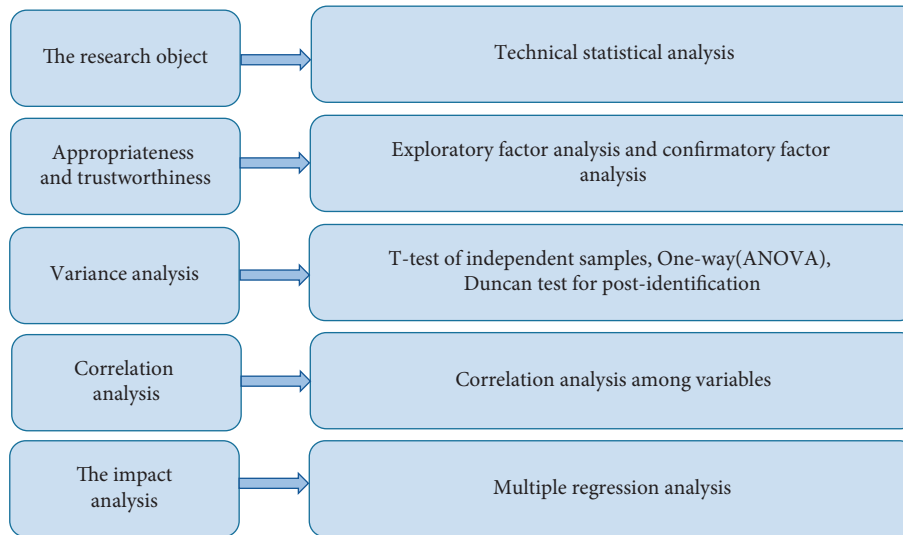 The research object
Technical statistical analysis
Appropriateness
and trustworthiness
Exploratory factor analysis and confirmatory factor
analysis
Variance analysis
T-test of independent samples, One-way(ANOVA),
Duncan test for post-identification
Correlation
analysis
Correlation analysis among variables
The impact
analysis
Multiple regression analysis